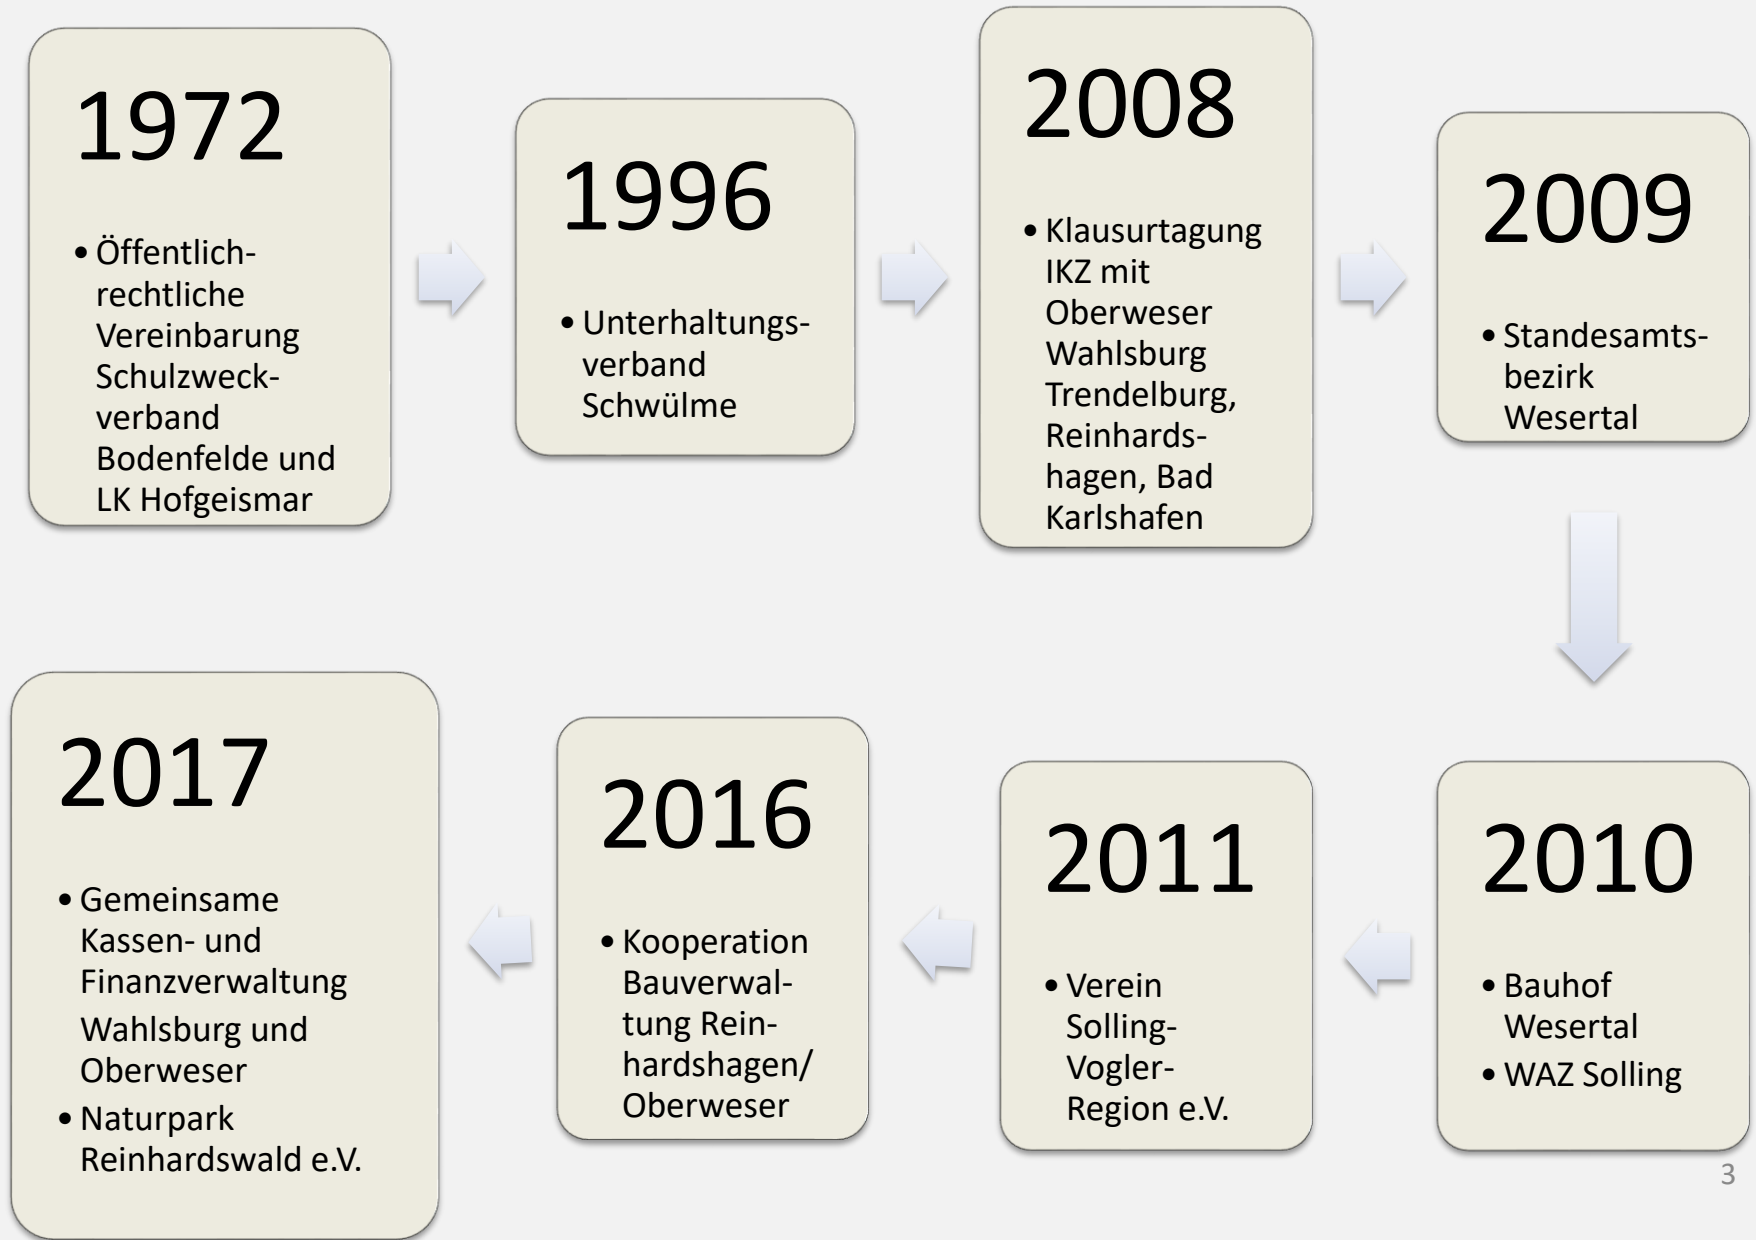 1972
• Öffentlich-
rechtliche
Vereinbarung
Schulzweck-
verband
Bodenfelde und
LK Hofgeismar
1996
• Unterhaltungs-
verband
Schwülme
2008
• Klausurtagung
IKZ mit
Oberweser
Wahlsburg
Trendelburg,
Reinhards-
hagen, Bad
Karlshafen
2009
• Standesamts-
bezirk
Wesertal
2010
• Bauhof
Wesertal
• WAZ Solling
2011
• Verein
Solling-
Vogler-
Region e.V.
2016
• Kooperation
Bauverwal-
tung Rein-
hardshagen/
Oberweser
2017
• Gemeinsame
Kassen- und
Finanzverwaltung
Wahlsburg und
Oberweser
• Naturpark
Reinhardswald e.V.
3